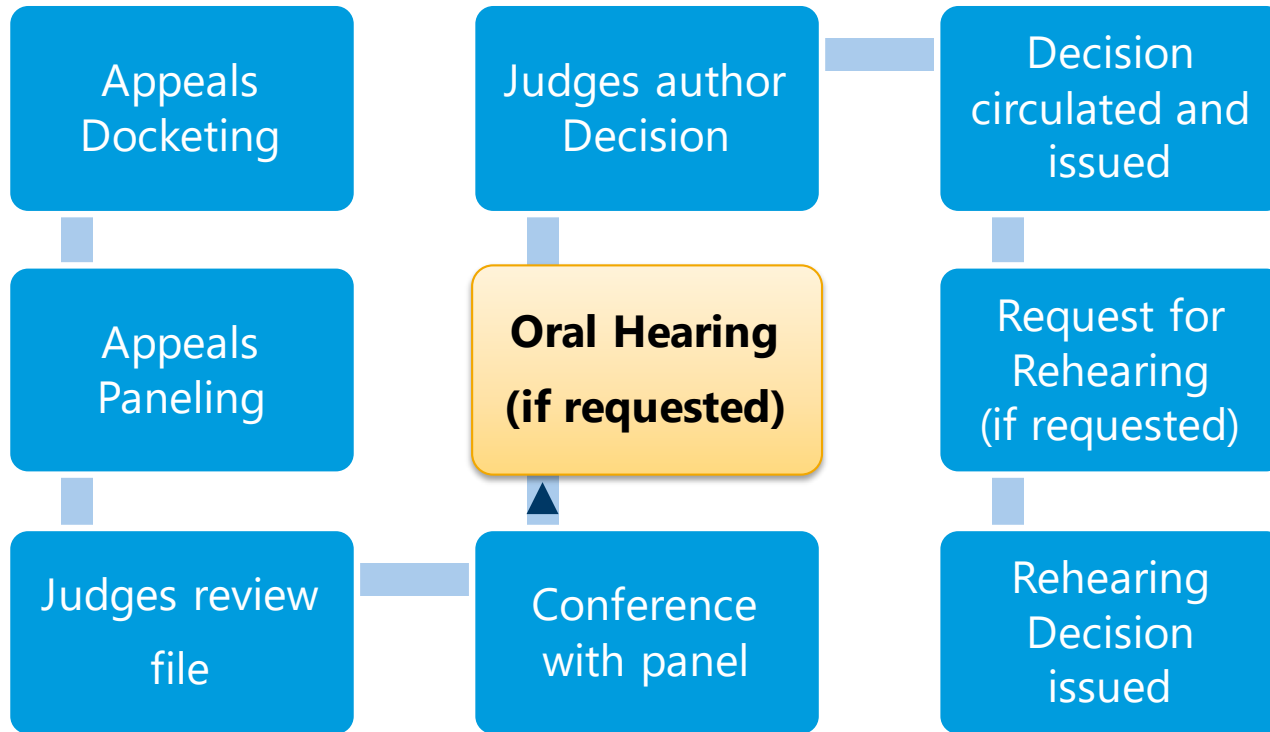 Appeals
Docketing
Appeals
Paneling
Judges review
file
Conference
with panel
Oral Hearing
(if requested)
Judges author
Decision
Decision
circulated and
issued
Request for
Rehearing
(if requested)
Rehearing
Decision
issued